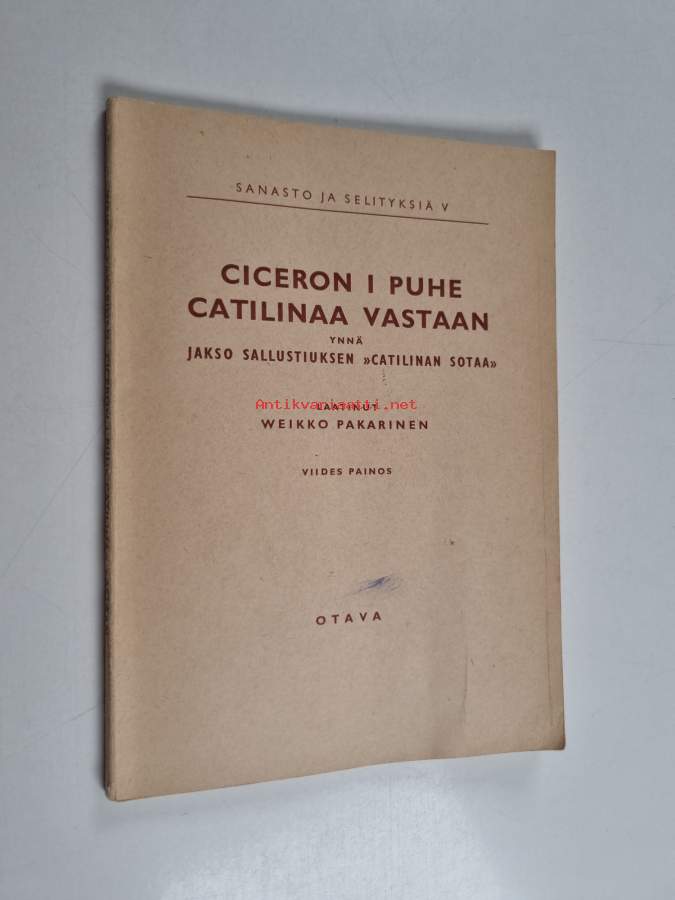 SANASTO JA SELITYKSIÄ V
CICERON I PUHE
CATILINAA VASTAAN
YNNÄ
JAKSO SALLUSTIUKSEN »CATILINAN SOTAA»
Antikvariaatti.net
LAATINUT
WEIKKO PAKARINEN
VIIDES PAINOS
OTAVA